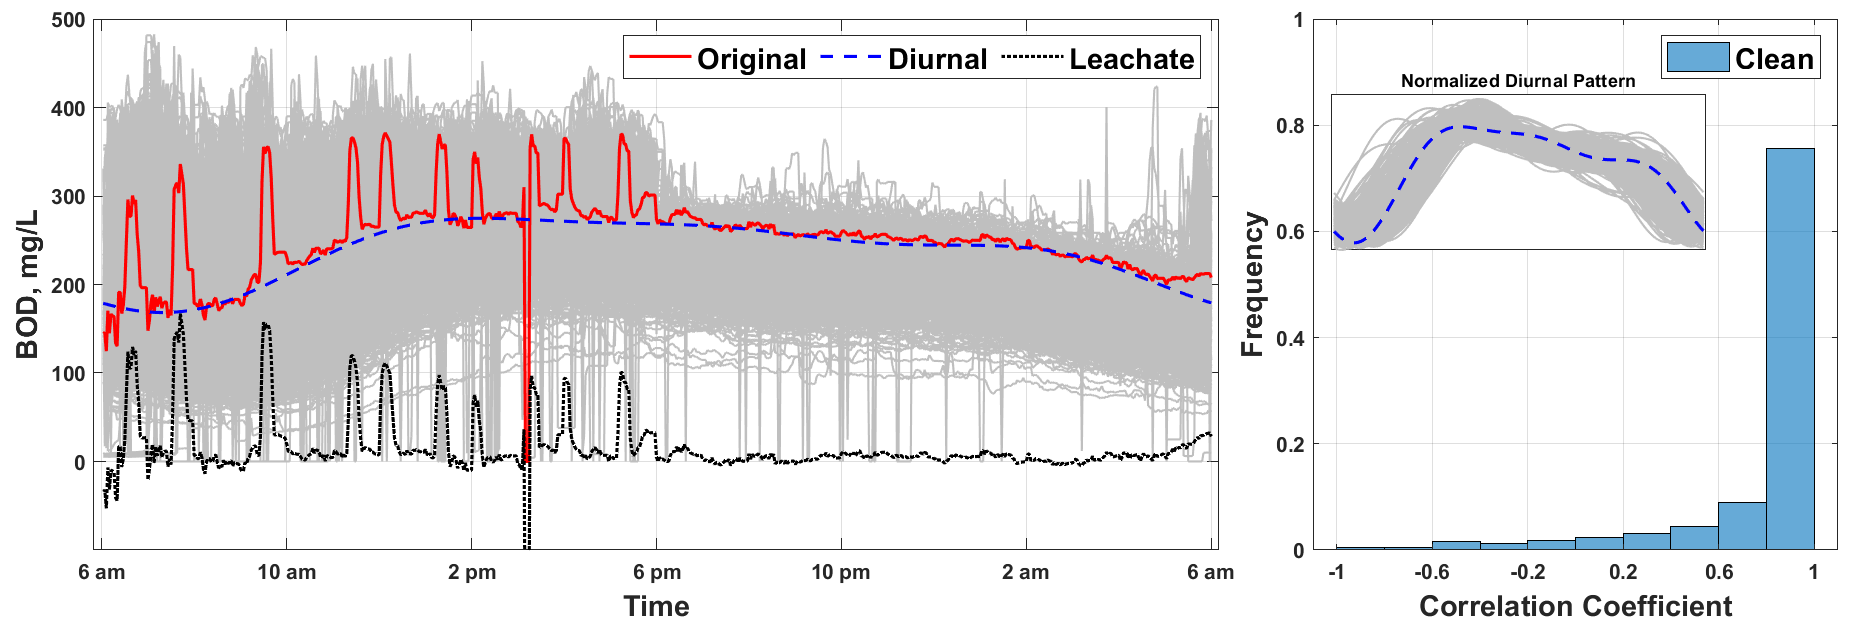 500
400
300
200
100
0
BOD, mg/L
Original Diurnal Leachate
6 am 10 am 2 pm 6 pm 10 pm 2 am 6 am
Time
1
0.8
0.6
0.4
0.2
0
Frequency
Clean
Normalized Diurnal Pattern
-1 -0.6 -0.2 0.2 0.6 1
Correlation Coefficient